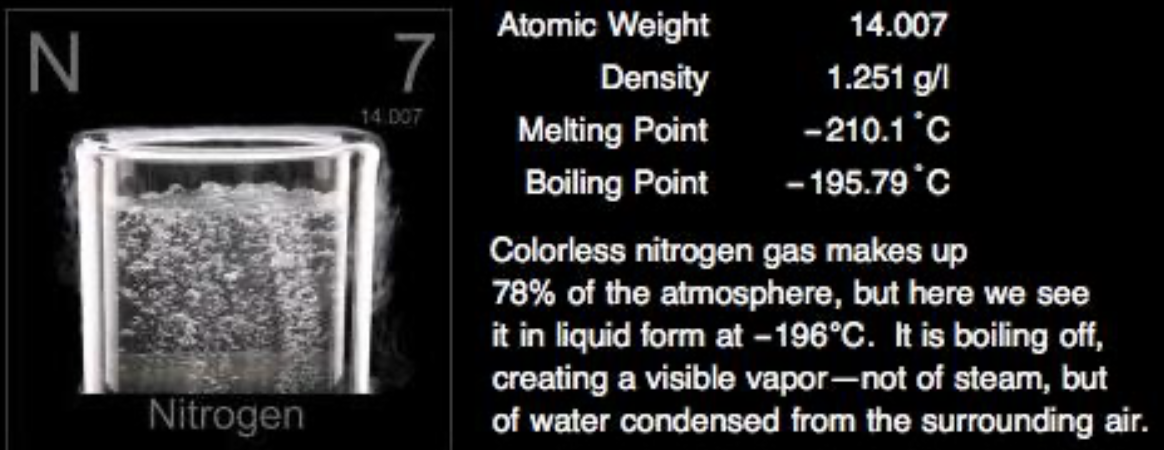 N 7
14.007
Nitrogen
Atomic Weight 14.007
Density 1.251 g/l
Melting Point −210.1˚C
Boiling Point −195.79˚C
Colorless nitrogen gas makes up
78% of the atmosphere, but here we see
it in liquid form at −196°C.  It is boiling off,
creating a visible vapor—not of steam, but
of water condensed from the surrounding air.